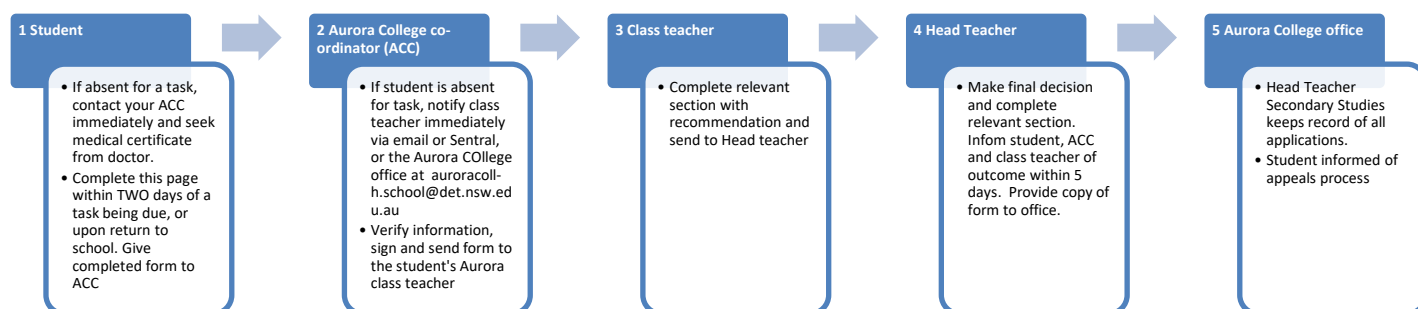 1 Student
• If absent for a task,
contact your ACC
immediately and seek
medical certificate
from doctor.
• Complete this page
within TWO days of a
task being due, or
upon return to
school. Give
completed form to
ACC
2 Aurora College co-
ordinator (ACC)
• If student is absent
for task, notify class
teacher immediately
via email or Sentral,
or the Aurora COllege
office at auroracoll-
h.school@det.nsw.ed
u.au
• Verify information,
sign and send form to
the student's Aurora
class teacher
3 Class teacher
• Complete relevant
section with
recommendation and
send to Head teacher
4 Head Teacher
• Make final decision
and complete
relevant section.
Infom student, ACC
and class teacher of
outcome within 5
days. Provide copy of
form to office.
5 Aurora College office
• Head Teacher
Secondary Studies
keeps record of all
applications.
• Student informed of
appeals process